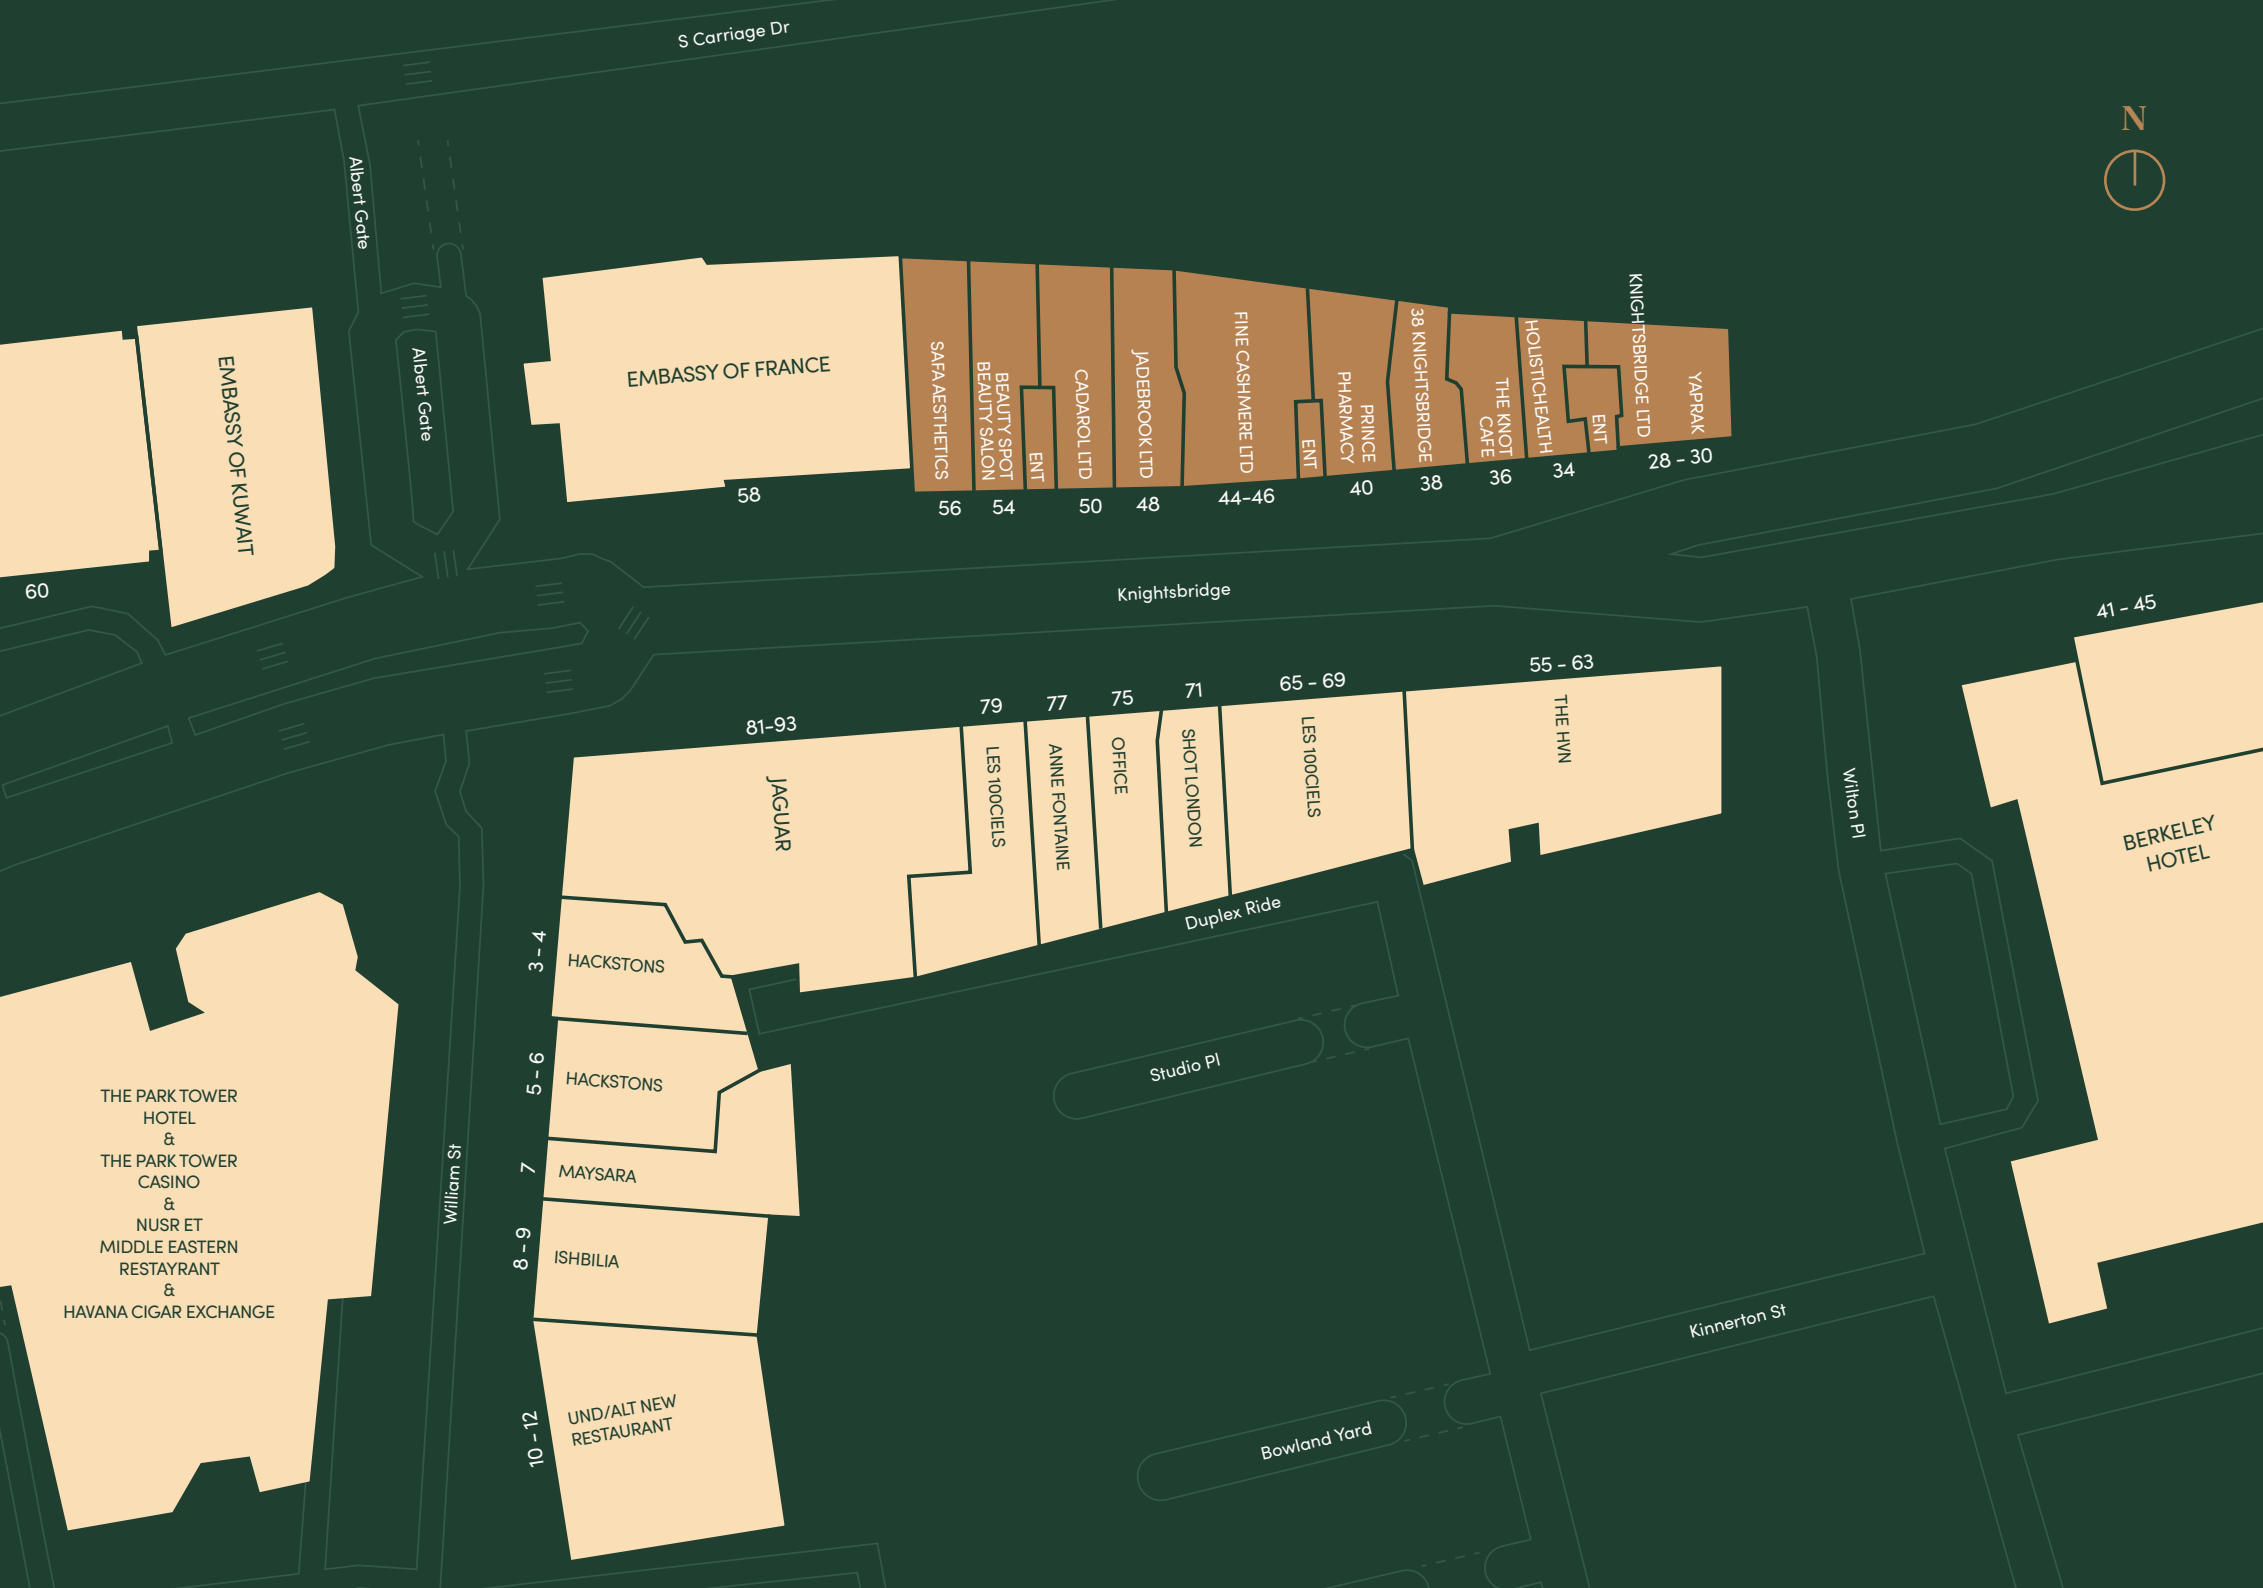 S Carriage Dr
N
Albert Gate
Albert Gate
EMBASSY OF KUWAIT
60
EMBASSY OF FRANCE
58
SAFA AESTHETICS
56
BEAUTY SPOT
BEAUTY SALON
54
ENT
CADAROL LTD
50
JADEBROOK LTD
48
FINE CASHMERE LTD
44-46
ENT
PRINCE
PHARMACY
40
38 KNIGHTSBRIDGE
38
THE KNOT
CAFE
36
HOLISTICHEALTH
34
ENT
KNIGHTSBRIDGE LTD
YAPRAK
28 - 30
Knightsbridge
81-93
JAGUAR
79
LES 100CIELS
77
ANNE FONTAINE
75
OFFICE
71
SHOT LONDON
65 - 69
LES 100CIELS
55 - 63
THE HVN
41 - 45
BERKELEY
HOTEL
Wilton Pl
Duplex Ride
3 - 4
HACKSTONS
5 - 6
HACKSTONS
7
MAYSARA
8 - 9
ISHBILIA
10 - 12
UND/ALT NEW
RESTAURANT
William St
THE PARK TOWER
HOTEL
&
THE PARK TOWER
CASINO
&
NUSR ET
MIDDLE EASTERN
RESTAYRANT
&
HAVANA CIGAR EXCHANGE
Studio Pl
Kinnerton St
Bowland Yard